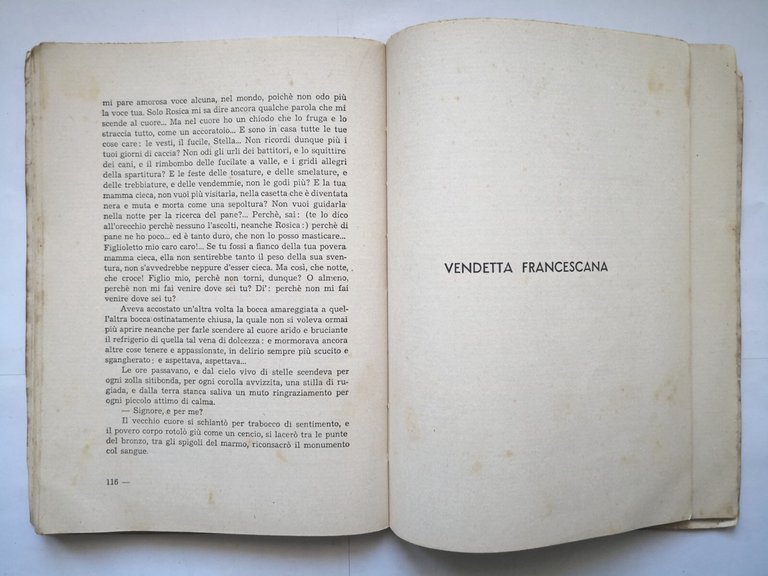 mi pare amorosa voce alcuna, nel mondo, poichè non odo più
la voce tua. Solo Rosica mi sa dire ancora qualche parola che mi
scende al cuore... Ma nel cuore ho un chiodo che lo fruga e lo
straccia tutto, come un accoratoio... E sono in casa tutte le tue
cose care: le vesti, il fucile, Stella... Non ricordi dunque più i
tuoi giorni di caccia? Non odi gli urli dei battitori, e lo squittire
dei cani, e il rimbombo delle fucilate a valle, e i gridi allegri
della spartitura? E le feste delle tosature, e delle smelature, e
delle trebbiature, e delle vendemmie, non le godi più? E la tua
mamma cieca, non vuoi più visitarla, nella casetta che è diventata
nera e muta e morta come una sepoltura? Non vuoi guidarla
nella notte per la ricerca del pane?... Perchè, sai: (te lo dico
all'orecchio perchè nessuno l'ascolti, neanche Rosica:) perchè di
pane ne ho poco... ed è tanto duro, che non lo posso masticare...
Figlioletto mio caro caro!... Se tu fossi a fianco della tua povera
mamma cieca, ella non sentirebbe tanto il peso della sua sven-
tura, non s'avvedrebbe neppure d'esser cieca. Ma così, che notte,
che croce! Figlio mio, perchè non torni, dunque? O almeno,
perchè non mi fai venire dove sei tu? Di': perchè non mi fai
venire dove sei tu?
Aveva accostato un'altra volta la bocca amareggiata a quel-
l'altra bocca ostinatamente chiusa, la quale non si voleva ormai
più aprire neanche per farle scendere al cuore arido e bruciante
il refrigerio di quella tal vena di dolcezza: e mormorava ancora
altre cose tenere e appassionate, in delirio sempre più scucito e
sgangherato: e aspettava, aspettava...
Le ore passavano, e dal cielo vivo di stelle scendeva per
ogni zolla sitibonda, per ogni corolla avvizzita, una stilla di ru-
giada, e dalla terra stanca saliva un muto ringraziamento per
ogni piccolo attimo di calma.
— Signore, e per me?
Il vecchio cuore si schiantò per trabocco di sentimento, e
il povero corpo rotolò giù come un cencio, si lacerò tra le punte
del bronzo, tra gli spigoli del marmo, riconsacrò il monumento
col sangue.
116 —
VENDETTA FRANCESCANA